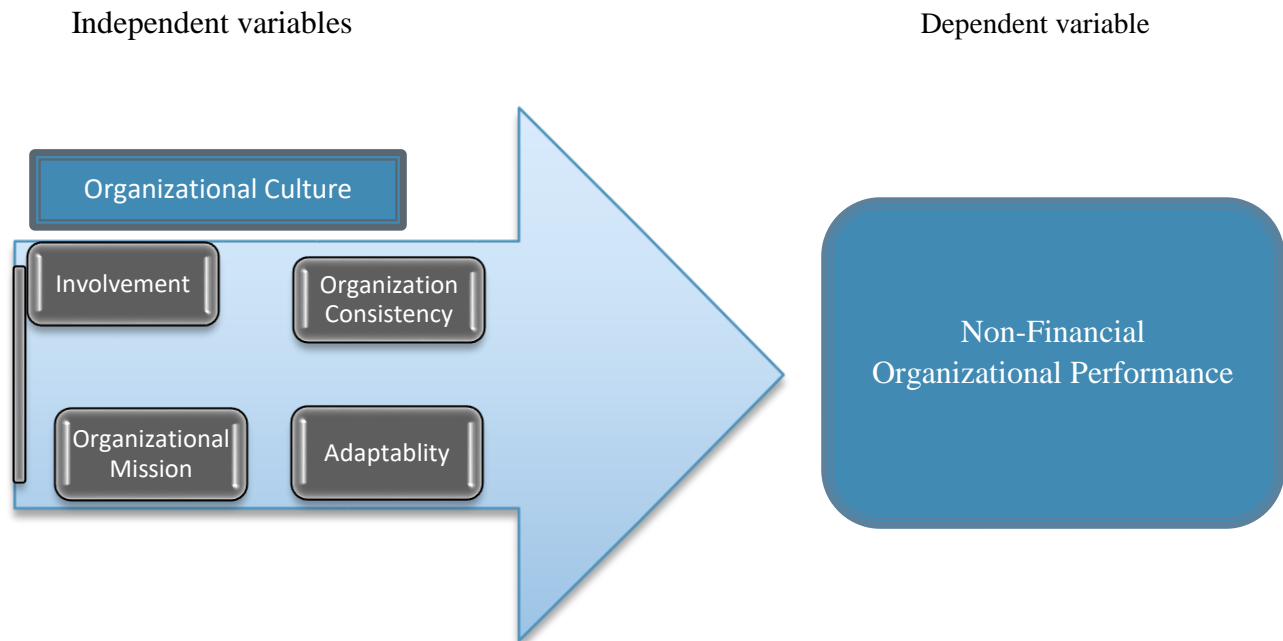 Independent variables
Dependent variable
Organizational Culture
Involvement
Organization
Consistency
Organizational
Mission
Adaptablity
Non-Financial
Organizational Performance